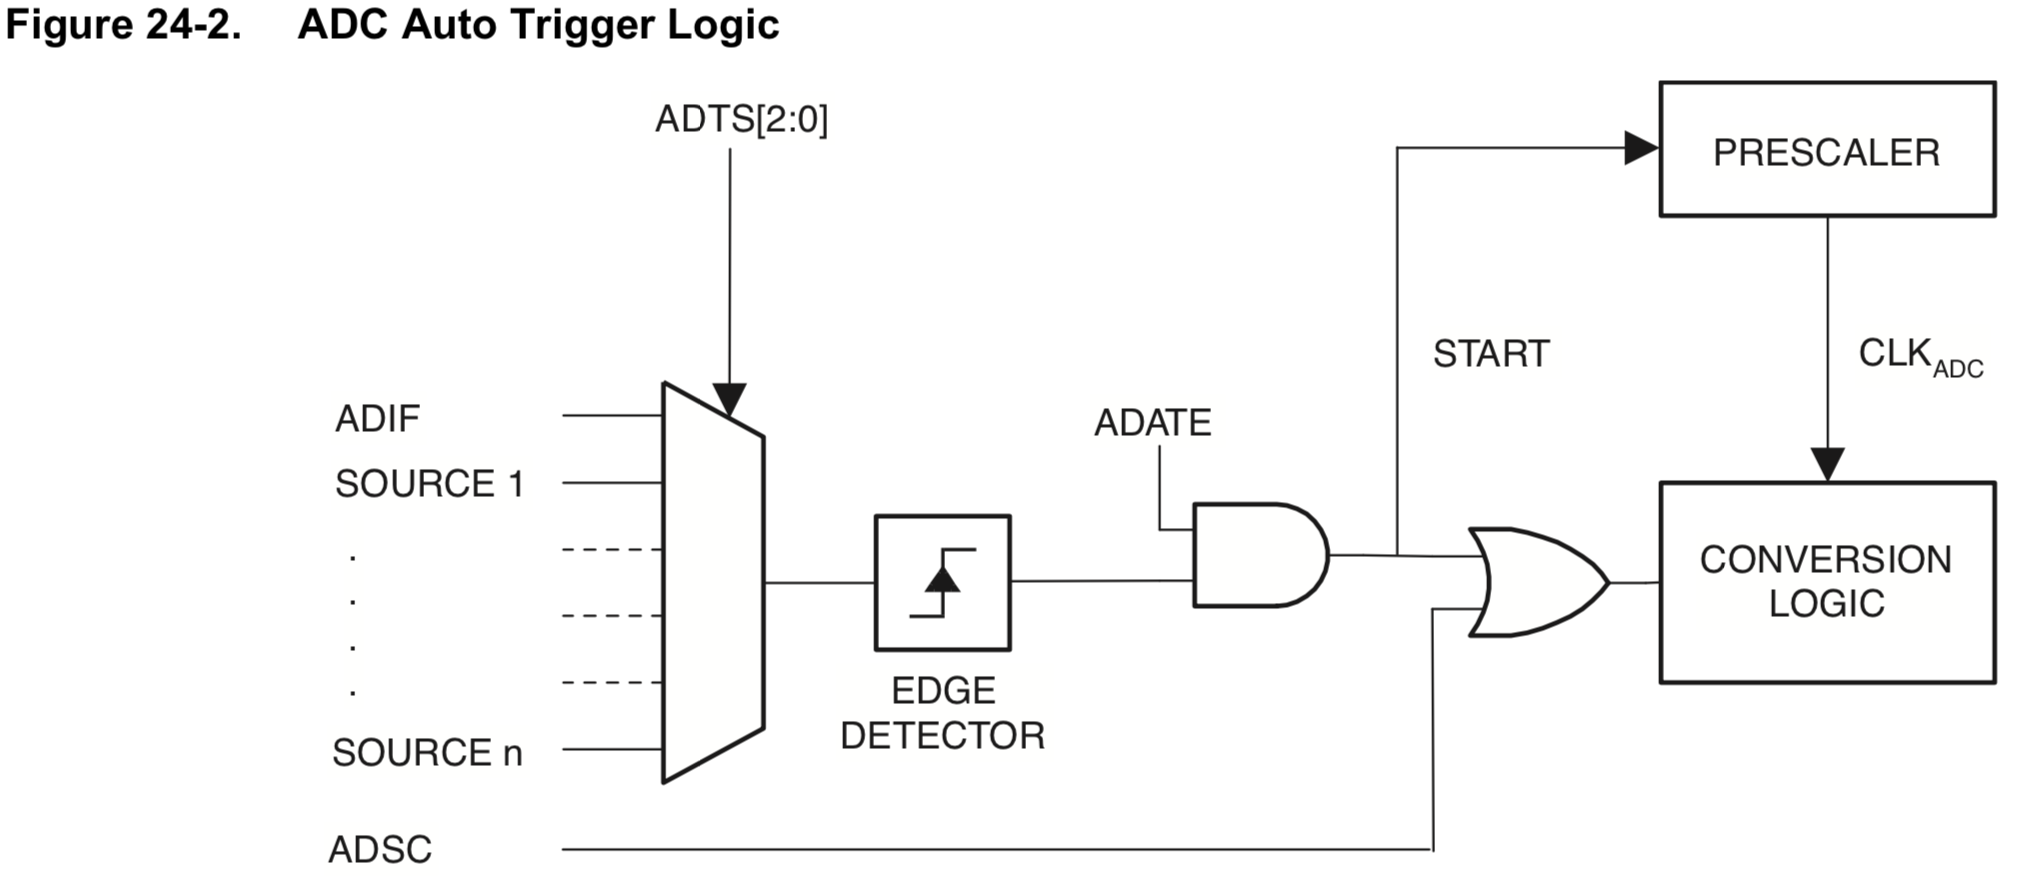 Figure 24-2. ADC Auto Trigger Logic
ADTS[2:0]
PRESCALER
START
CLKADC
ADIF
ADATE
SOURCE 1
.
.
.
.
CONVERSION
LOGIC
EDGE
DETECTOR
SOURCE n
ADSC